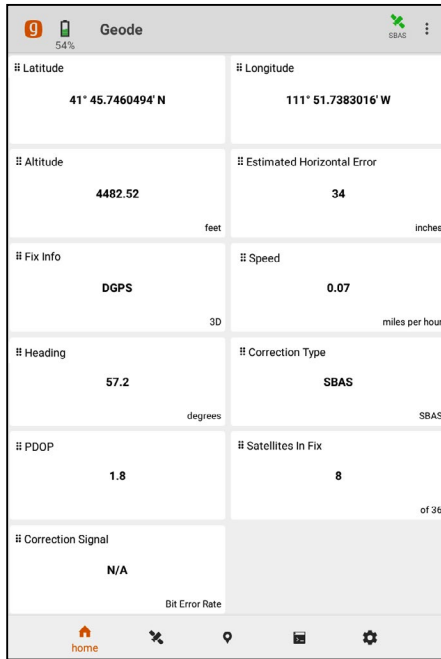 g
54%
Geode
SBAS
Latitude
41° 45.7460494' N
Longitude
111° 51.7383016' W
Altitude
4482.52
feet
Estimated Horizontal Error
34
inches
Fix Info
DGPS
3D
Speed
0.07
miles per hour
Heading
57.2
degrees
Correction Type
SBAS
SBAS
PDOP
1.8
Satellites In Fix
8
of 36
Correction Signal
N/A
Bit Error Rate
home